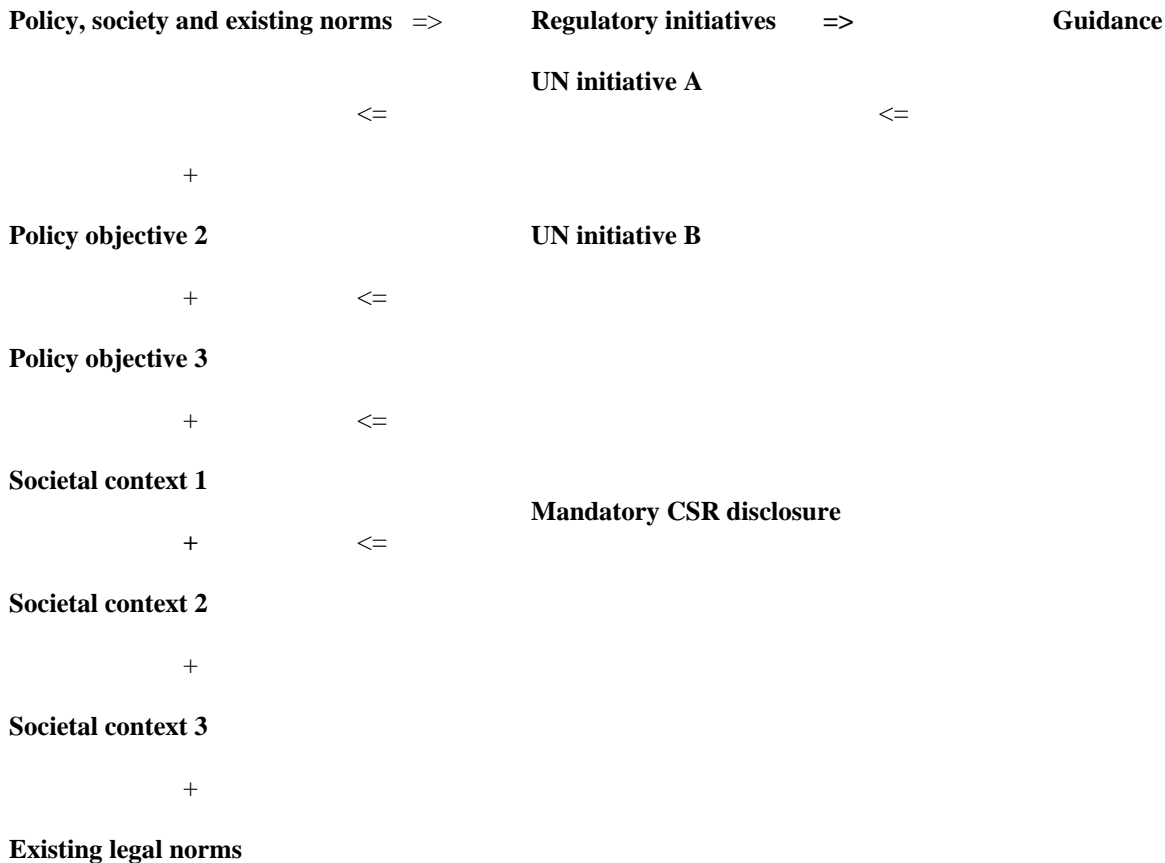 Policy, society and existing norms => Regulatory initiatives => Guidance
UN initiative A
<= <=
+
Policy objective 2 UN initiative B
+ <=
Policy objective 3
+ <=
Societal context 1
Mandatory CSR disclosure
+ <=
Societal context 2
+
Societal context 3
+
Existing legal norms